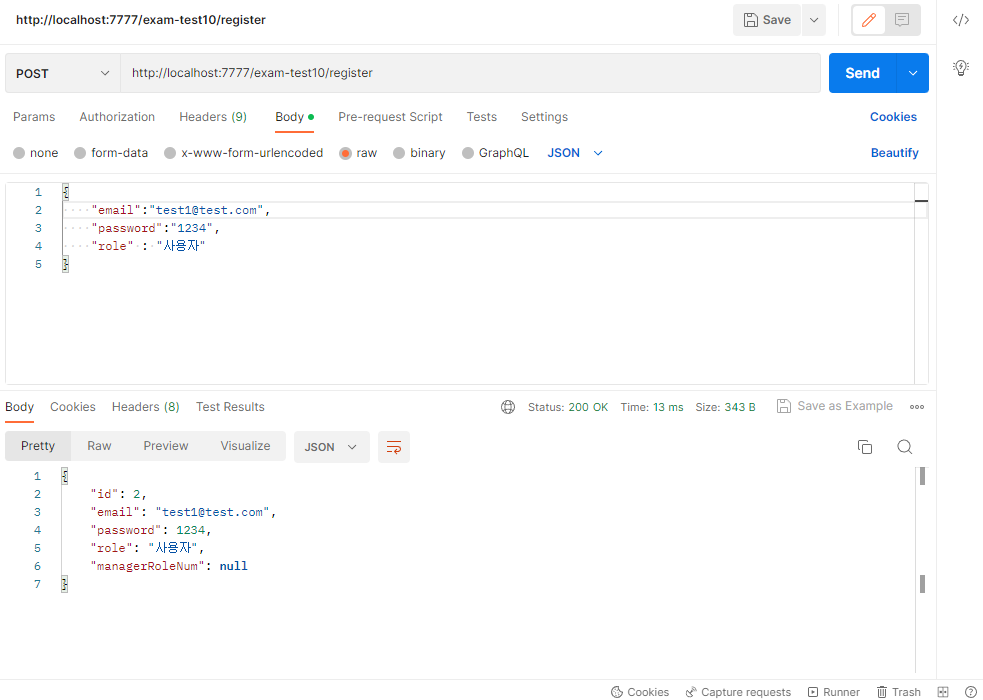 http://localhost:7777/exam-test10/register
Save
POST
http://localhost:7777/exam-test10/register
Send
Params Authorization Headers (9) Body Pre-request Script Tests Settings Cookies
none form-data x-www-form-urlencoded raw binary GraphQL JSON Beautify
1 {
2 "email":"test1@test.com",
3 "password":"1234",
4 "role" : "사용자"
5 }
Body Cookies Headers (8) Test Results Status: 200 OK Time: 13 ms Size: 343 B Save as Example
Pretty Raw Preview Visualize JSON
1 {
2 "id": 2,
3 "email": "test1@test.com",
4 "password": 1234,
5 "role": "사용자",
6 "managerRoleNum": null
7 }
Cookies Capture requests Runner Trash